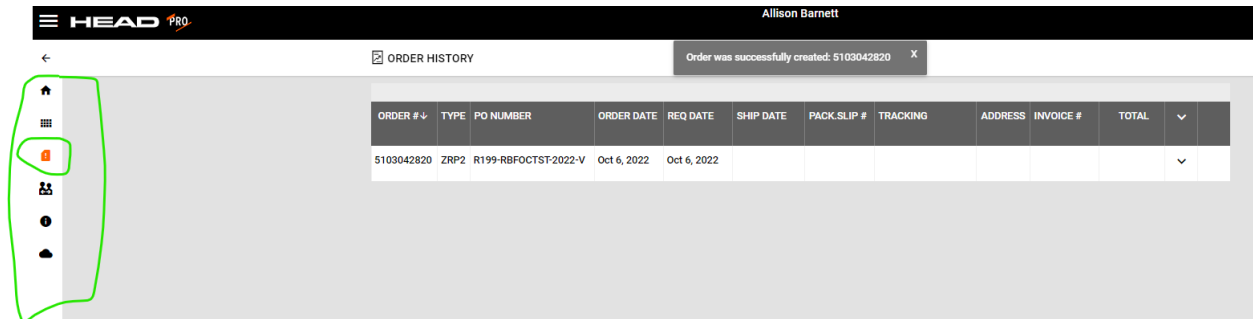 HEAD PRO
Allison Barnett
ORDER HISTORY
Order was successfully created: 5103042820 X
ORDER # TYPE PO NUMBER ORDER DATE REQ DATE SHIP DATE PACK.SLIP # TRACKING ADDRESS INVOICE # TOTAL
5103042820 ZRP2 R199-RBFOCTST-2022-V Oct 6, 2022 Oct 6, 2022